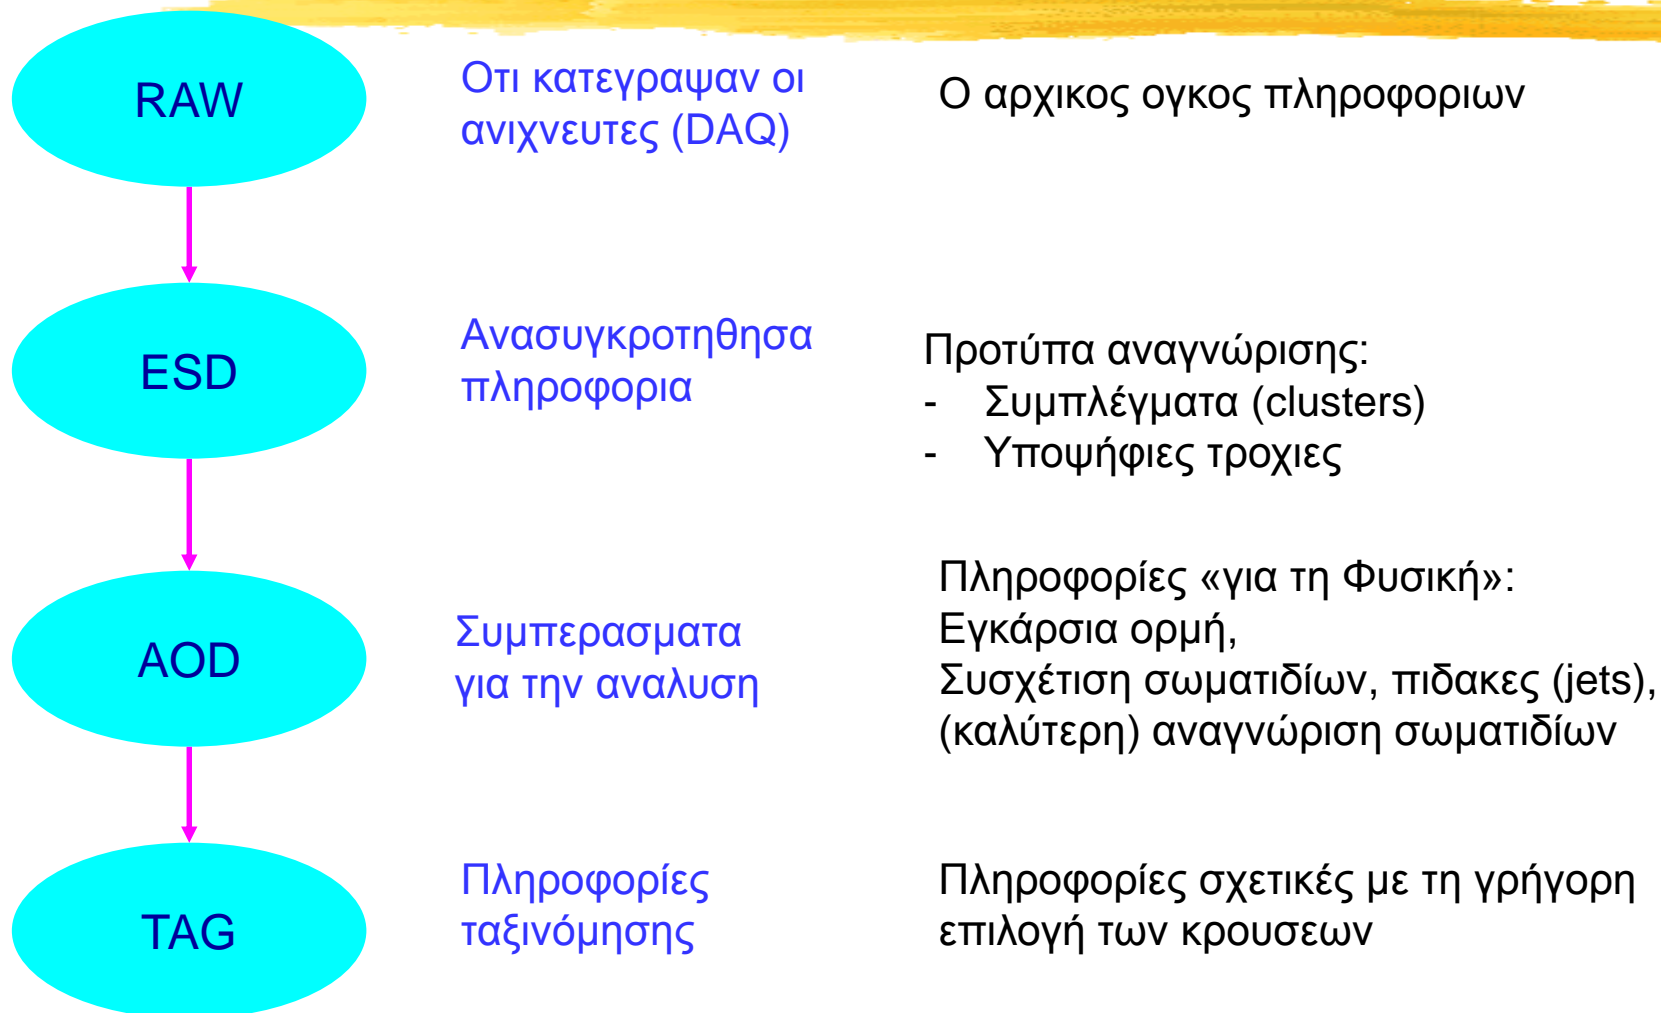 RAW
Οτι κατεγραψαν οι
ανιχνευτες (DAQ)
Ο αρχικος ογκος πληροφοριων
ESD
Ανασυγκροτηθησα
πληροφορια
Προτύπα αναγνώρισης:
- Συμπλέγματα (clusters)
- Υποψήφιες τροχιες
AOD
Συμπερασματα
για την αναλυση
Πληροφορίες «για τη Φυσική»:
Εγκάρσια ορμή,
Συσχέτιση σωματιδίων, πιδακες (jets),
(καλύτερη) αναγνώριση σωματιδίων
TAG
Πληροφορίες
ταξινόμησης
Πληροφορίες σχετικές με τη γρήγορη
επιλογή των κρουσεων